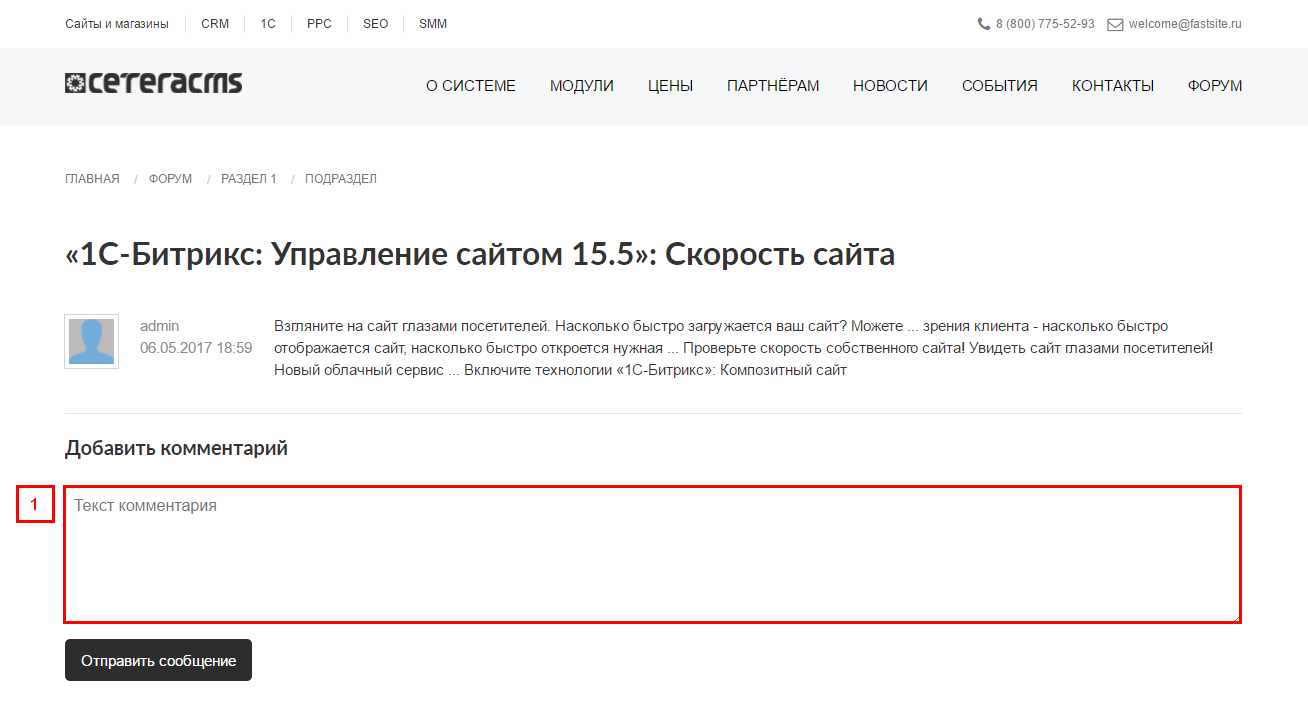 Сайты и магазины CRM 1С PPC SEO SMM 8 (800) 775-52-93 welcome@fastsite.ru
сетегасms О СИСТЕМЕ МОДУЛИ ЦЕНЫ ПАРТНЁРАМ НОВОСТИ СОБЫТИЯ КОНТАКТЫ ФОРУМ
ГЛАВНАЯ / ФОРУМ / РАЗДЕЛ 1 / ПОДРАЗДЕЛ
«1С-Битрикс: Управление сайтом 15.5»: Скорость сайта
admin
06.05.2017 18:59
Взгляните на сайт глазами посетителей. Насколько быстро загружается ваш сайт? Можете ... зрения клиента - насколько быстро
отображается сайт, насколько быстро откроется нужная ... Проверьте скорость собственного сайта! Увидеть сайт глазами посетителей!
Новый облачный сервис ... Включите технологии «1С-Битрикс»: Композитный сайт
Добавить комментарий
1
Текст комментария
Отправить сообщение